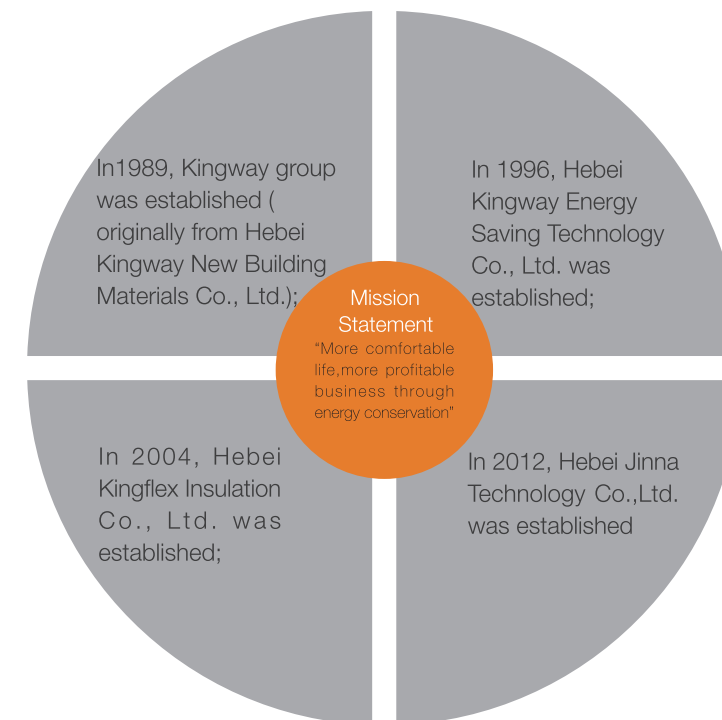 In1989, Kingway group
was established (
originally from Hebei
Kingway New Building
Materials Co., Ltd.);
In 1996, Hebei
Kingway Energy
Saving Technology
Co., Ltd. was
established;
Mission
Statement
“More comfortable
life,more profitable
business through
energy conservation”
In 2004, Hebei
Kingflex Insulation
Co., Ltd. was
established;
In 2012, Hebei Jinna
Technology Co.,Ltd.
was established